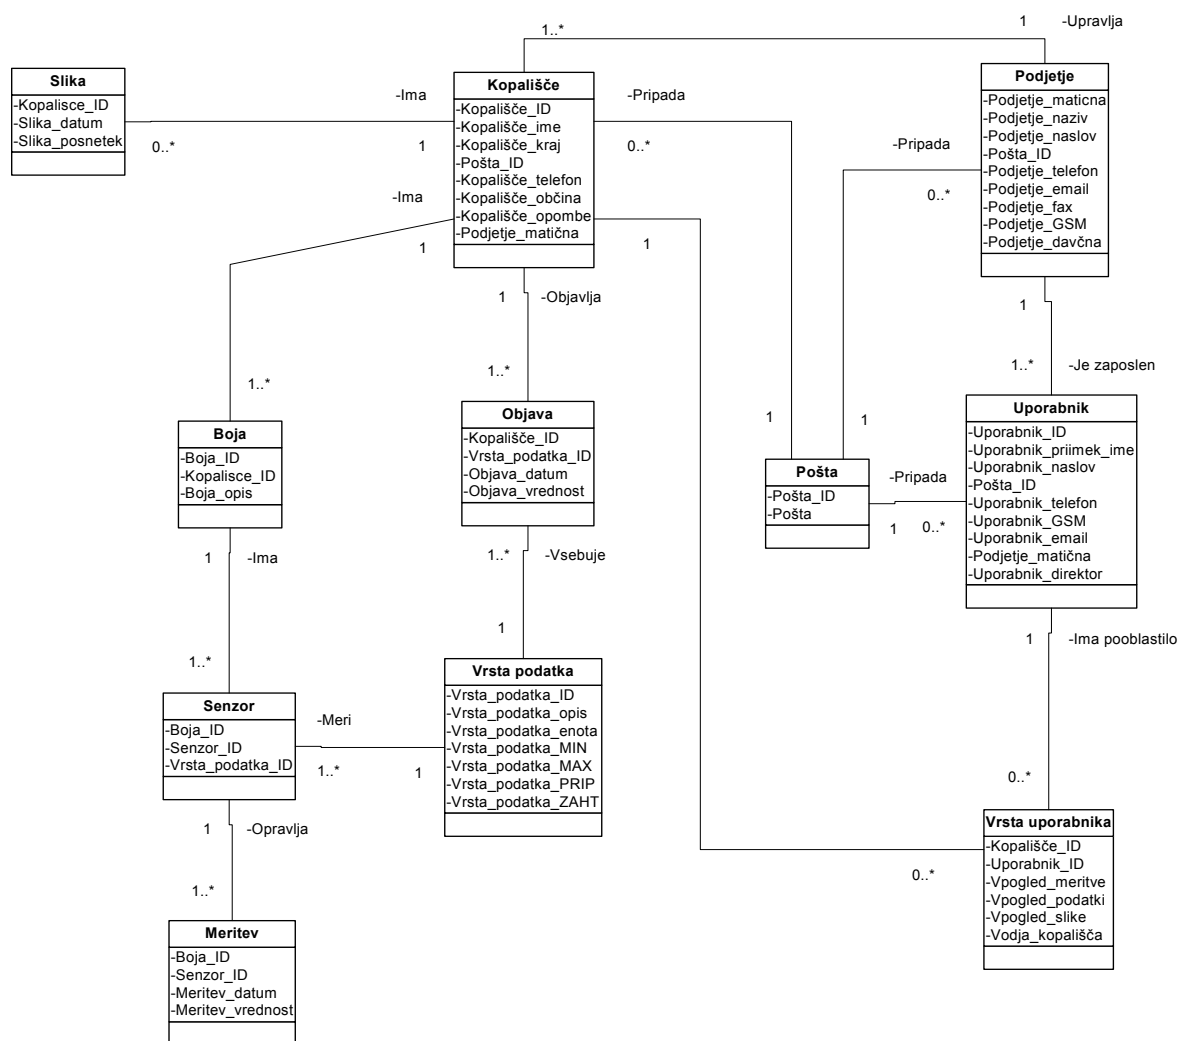 1..*
1
-Upravlja
Slika
-Kopalisce_ID
-Slika_datum
-Slika_posnetek
0..*
-Ima
1
Kopališče
-Kopališče_ID
-Kopališče_ime
-Kopališče_kraj
-Pošta_ID
-Kopališče_telefon
-Kopališče_občina
-Kopališče_opombe
-Podjetje_matična
-Pripada
0..*
Podjetje
-Podjetje_maticna
-Podjetje_naziv
-Podjetje_naslov
-Pošta_ID
-Podjetje_telefon
-Podjetje_email
-Podjetje_fax
-Podjetje_GSM
-Podjetje_davčna
-Pripada
0..*
-Ima
1
1
1
-Objavlja
1
1..*
1..*
1..*
-Je zaposlen
Boja
-Boja_ID
-Kopalisce_ID
-Boja_opis
Objava
-Kopališče_ID
-Vrsta_podatka_ID
-Objava_datum
-Objava_vrednost
1
1
Pošta
-Pošta_ID
-Pošta
-Pripada
1
0..*
Uporabnik
-Uporabnik_ID
-Uporabnik_priimek_ime
-Uporabnik_naslov
-Pošta_ID
-Uporabnik_telefon
-Uporabnik_GSM
-Uporabnik_email
-Podjetje_matična
-Uporabnik_direktor
1
-Ima
1..*
-Vsebuje
1
-Ima pooblastilo
1..*
1
Senzor
-Boja_ID
-Senzor_ID
-Vrsta_podatka_ID
-Meri
1..*
1
Vrsta podatka
-Vrsta_podatka_ID
-Vrsta_podatka_opis
-Vrsta_podatka_enota
-Vrsta_podatka_MIN
-Vrsta_podatka_MAX
-Vrsta_podatka_PRIP
-Vrsta_podatka_ZAHT
0..*
1
-Opravlja
1..*
0..*
Vrsta uporabnika
-Kopališče_ID
-Uporabnik_ID
-Vpogled_meritve
-Vpogled_podatki
-Vpogled_slike
-Vodja_kopališča
Meritev
-Boja_ID
-Senzor_ID
-Meritev_datum
-Meritev_vrednost